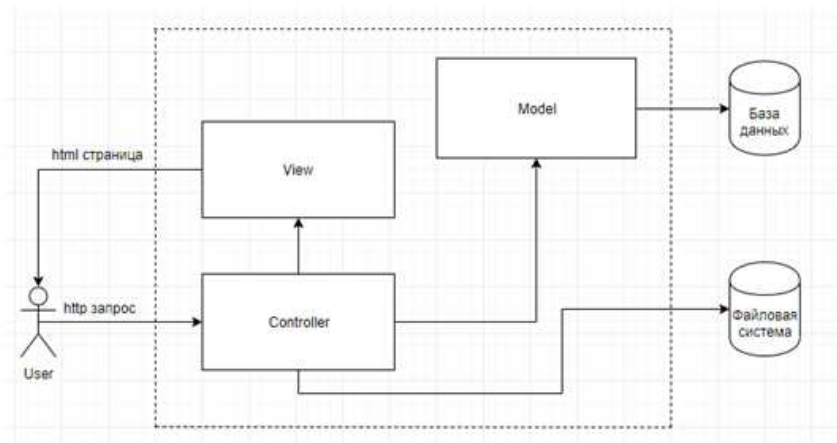 Model
База
данных
html страница
View
http запрос
Controller
Файловая
система
User